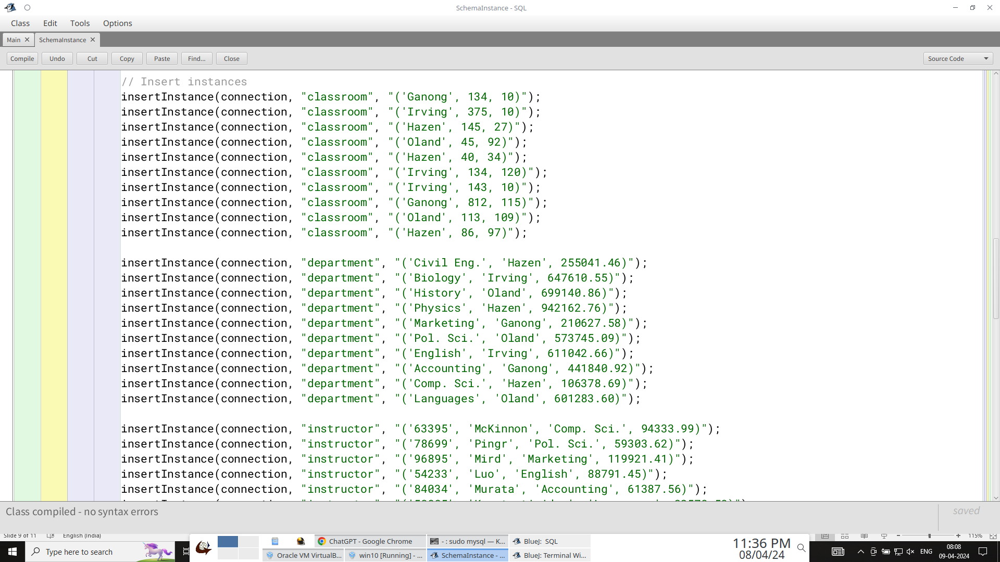 SchemaInstance - SQL
Class Edit Tools Options
Main SchemaInstance
Compile Undo Cut Copy Paste Find... Close Source Code
// Insert instances
insertInstance(connection, "classroom", "('Ganong', 134, 10)");
insertInstance(connection, "classroom", "('Irving', 375, 10)");
insertInstance(connection, "classroom", "('Hazen', 145, 27)");
insertInstance(connection, "classroom", "('Oland', 45, 92)");
insertInstance(connection, "classroom", "('Hazen', 40, 34)");
insertInstance(connection, "classroom", "('Irving', 134, 120)");
insertInstance(connection, "classroom", "('Irving', 143, 10)");
insertInstance(connection, "classroom", "('Ganong', 812, 115)");
insertInstance(connection, "classroom", "('Oland', 113, 109)");
insertInstance(connection, "classroom", "('Hazen', 86, 97)");
insertInstance(connection, "department", "('Civil Eng.', 'Hazen', 255041.46)");
insertInstance(connection, "department", "('Biology', 'Irving', 647610.55)");
insertInstance(connection, "department", "('History', 'Oland', 699140.86)");
insertInstance(connection, "department", "('Physics', 'Hazen', 942162.76)");
insertInstance(connection, "department", "('Marketing', 'Ganong', 210627.58)");
insertInstance(connection, "department", "('Pol. Sci.', 'Oland', 573745.09)");
insertInstance(connection, "department", "('English', 'Irving', 611042.66)");
insertInstance(connection, "department", "('Accounting', 'Ganong', 441840.92)");
insertInstance(connection, "department", "('Comp. Sci.', 'Hazen', 106378.69)");
insertInstance(connection, "department", "('Languages', 'Oland', 601283.60)");
insertInstance(connection, "instructor", "('63395', 'McKinnon', 'Comp. Sci.', 94333.99)");
insertInstance(connection, "instructor", "('78699', 'Pingr', 'Pol. Sci.', 59303.62)");
insertInstance(connection, "instructor", "('96895', 'Mird', 'Marketing', 119921.41)");
insertInstance(connection, "instructor", "('54233', 'Luo', 'English', 88791.45)");
insertInstance(connection, "instructor", "('84034', 'Murata', 'Accounting', 61387.56)");
Class compiled - no syntax errors
saved
Slide 9 of 11 English (India) 115%
ChatGPT - Google Chrome - : sudo mysql — K... BlueJ: SQL
Oracle VM VirtualB... win10 [Running] - ... SchemaInstance - ... BlueJ: Terminal Wi...
Type here to search
11:36 PM
08/04/24
ENG
08:08
09-04-2024